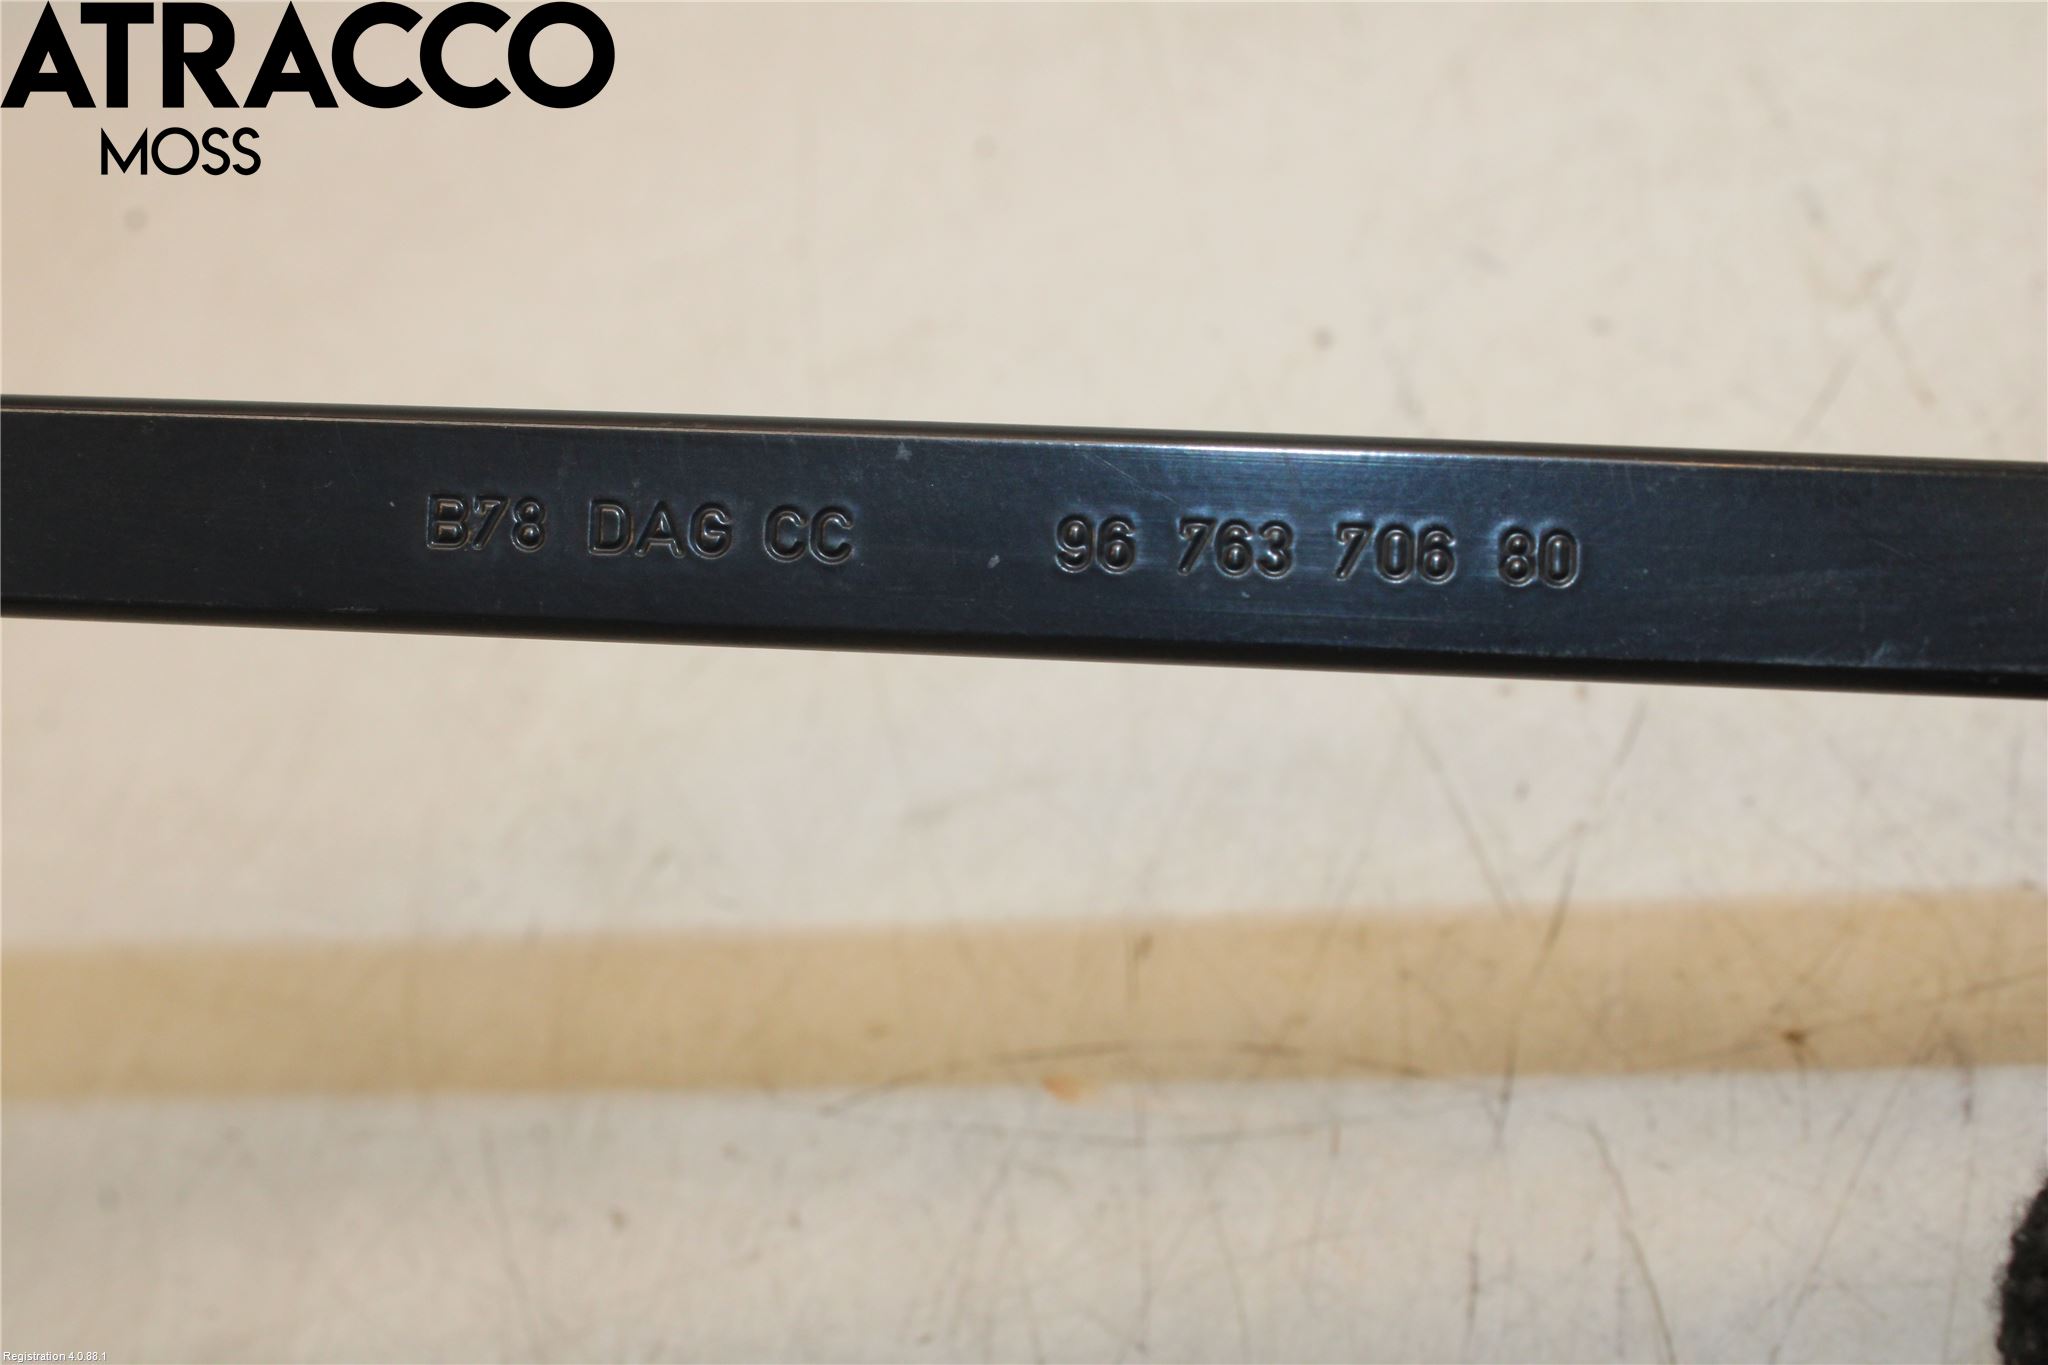 ATRACCO
MOSS
B78 DAG CC 96 763 706 80
Registration 4.0.88.1